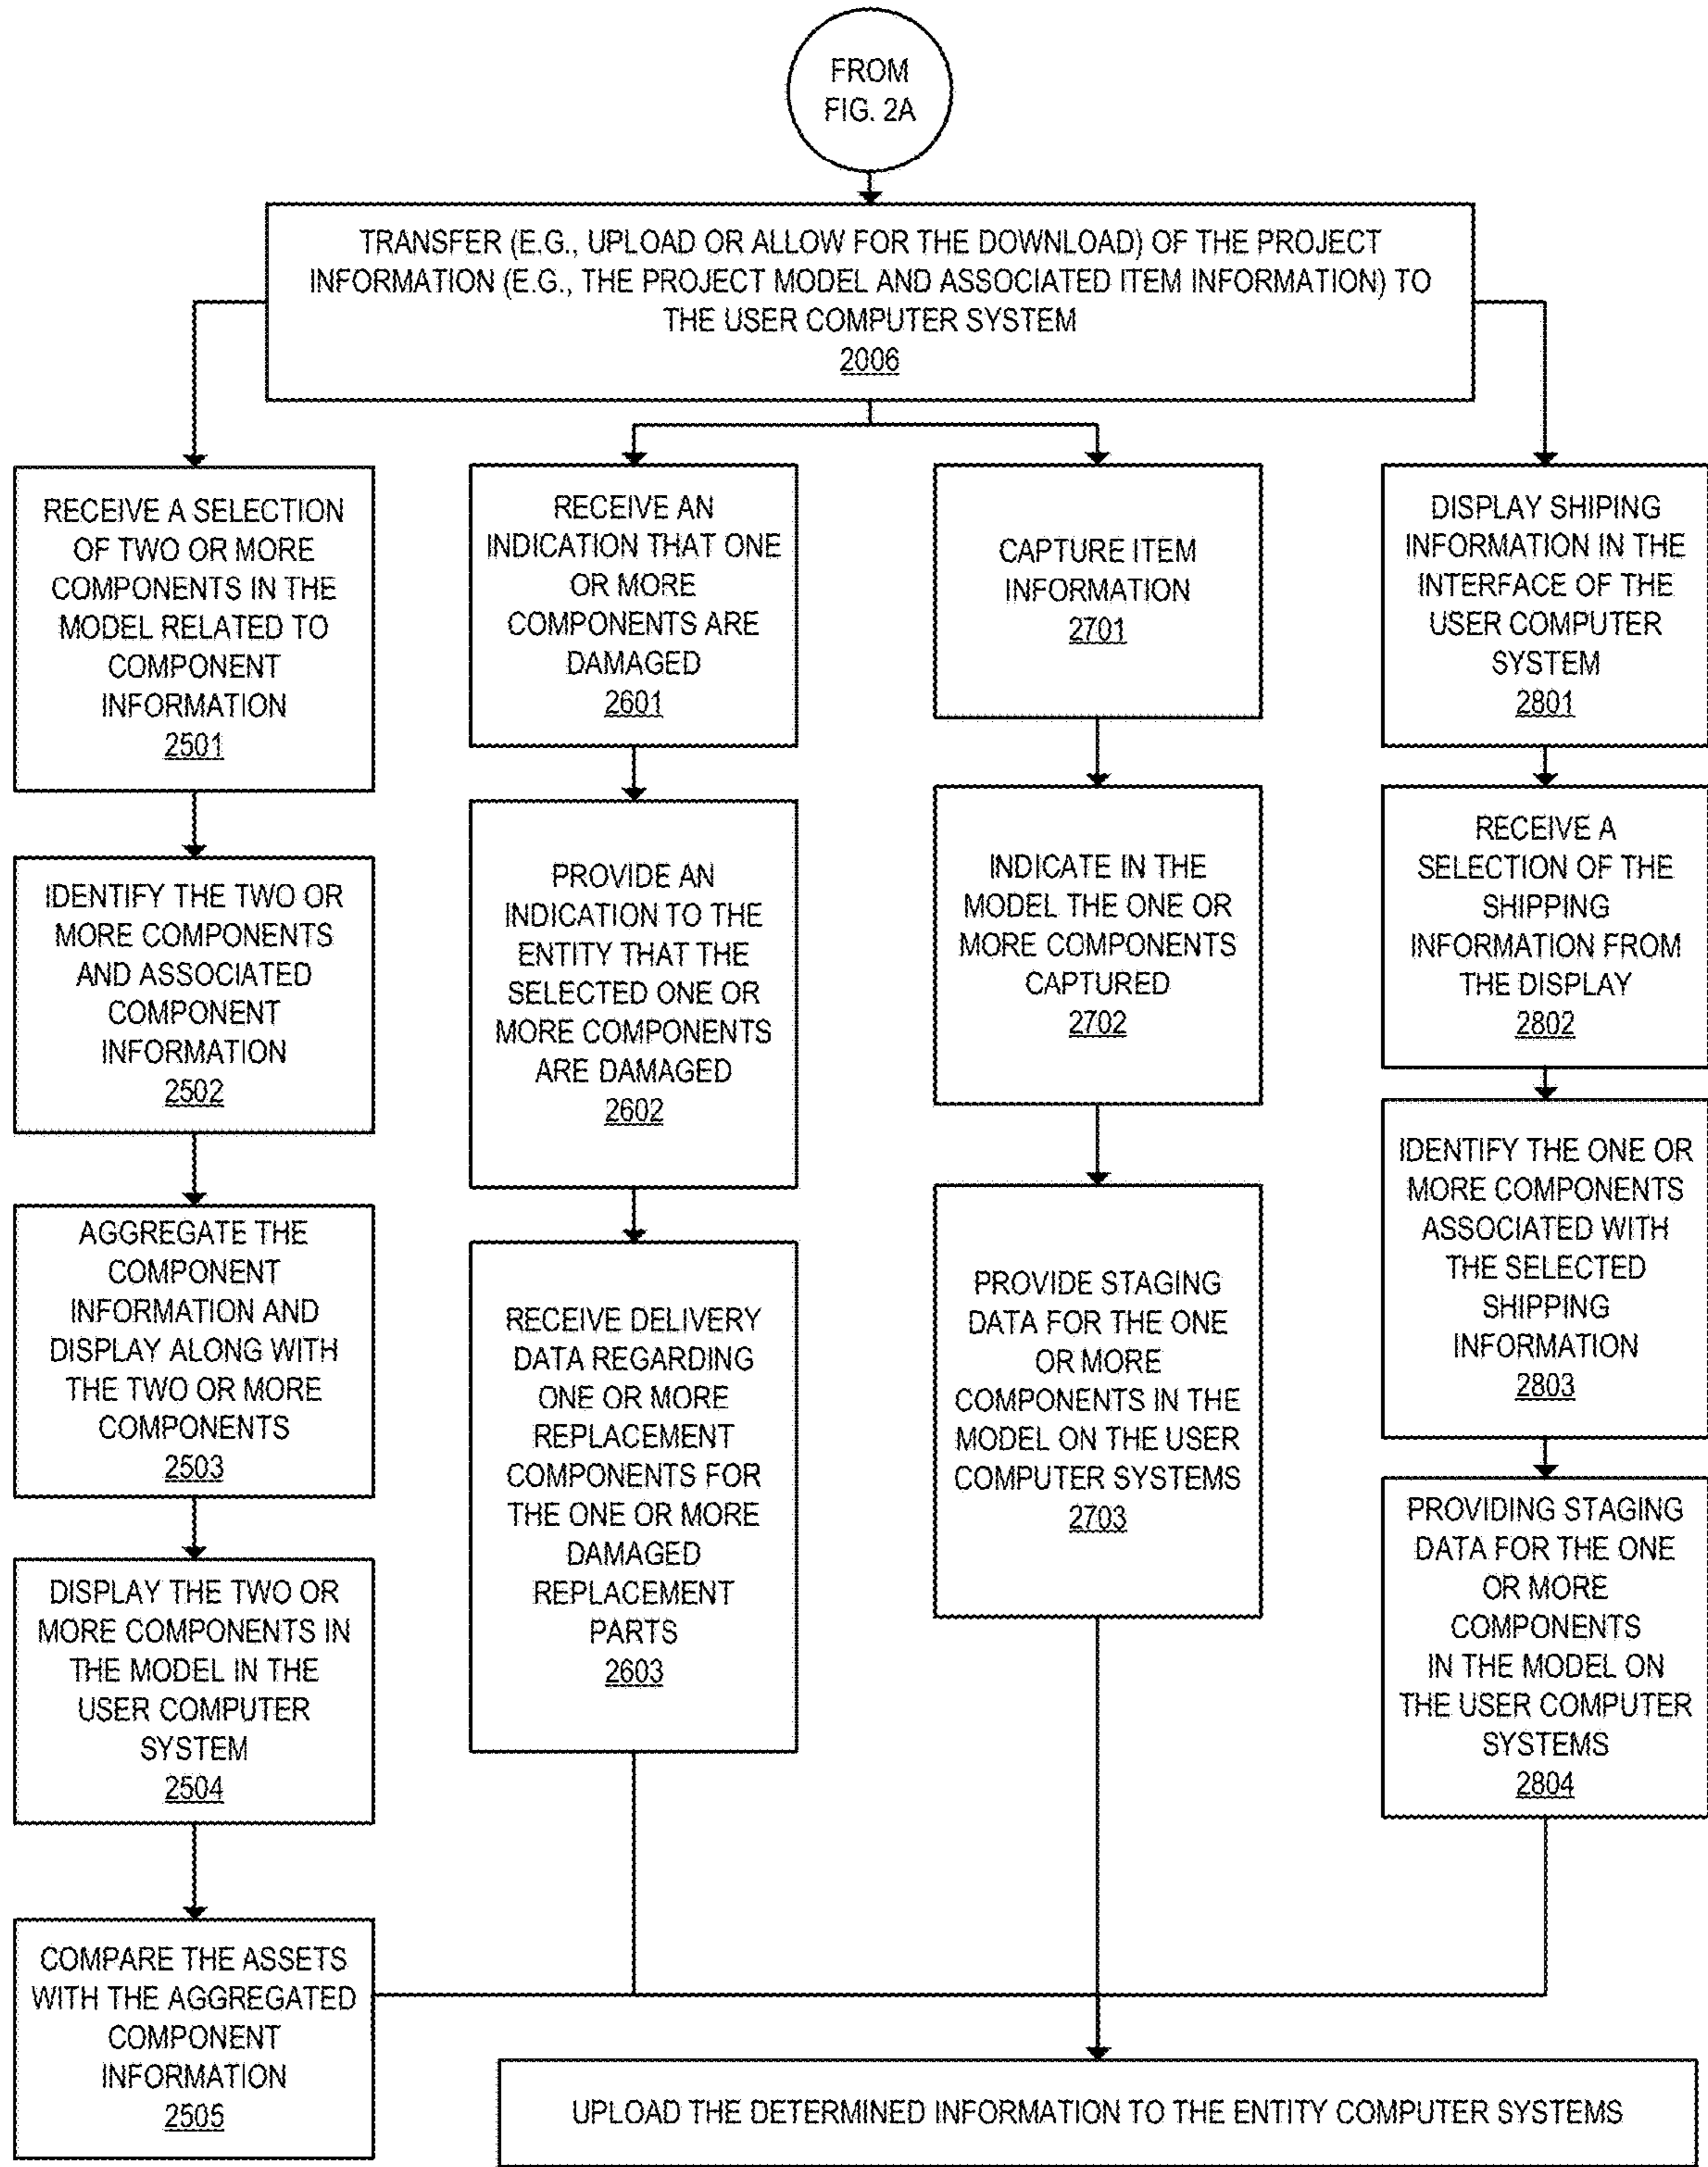 FROM
FIG. 2A
TRANSFER (E.G., UPLOAD OR ALLOW FOR THE DOWNLOAD) OF THE PROJECT
INFORMATION (E.G., THE PROJECT MODEL AND ASSOCIATED ITEM INFORMATION) TO
THE USER COMPUTER SYSTEM
2006
RECEIVE A SELECTION
OF TWO OR MORE
COMPONENTS IN THE
MODEL RELATED TO
COMPONENT
INFORMATION
2501
IDENTIFY THE TWO OR
MORE COMPONENTS
AND ASSOCIATED
COMPONENT
INFORMATION
2502
AGGREGATE THE
COMPONENT
INFORMATION AND
DISPLAY ALONG WITH
THE TWO OR MORE
COMPONENTS
2503
DISPLAY THE TWO OR
MORE COMPONENTS IN
THE MODEL IN THE
USER COMPUTER
SYSTEM
2504
COMPARE THE ASSETS
WITH THE AGGREGATED
COMPONENT
INFORMATION
2505
RECEIVE AN
INDICATION THAT ONE
OR MORE
COMPONENTS ARE
DAMAGED
2601
PROVIDE AN
INDICATION TO THE
ENTITY THAT THE
SELECTED ONE OR
MORE COMPONENTS
ARE DAMAGED
2602
RECEIVE DELIVERY
DATA REGARDING
ONE OR MORE
REPLACEMENT
COMPONENTS FOR
THE ONE OR MORE
DAMAGED
REPLACEMENT
PARTS
2603
CAPTURE ITEM
INFORMATION
2701
INDICATE IN THE
MODEL THE ONE OR
MORE COMPONENTS
CAPTURED
2702
PROVIDE STAGING
DATA FOR THE ONE
OR MORE
COMPONENTS IN THE
MODEL ON THE USER
COMPUTER SYSTEMS
2703
DISPLAY SHIPING
INFORMATION IN THE
INTERFACE OF THE
USER COMPUTER
SYSTEM
2801
RECEIVE A
SELECTION OF THE
SHIPPING
INFORMATION FROM
THE DISPLAY
2802
IDENTIFY THE ONE OR
MORE COMPONENTS
ASSOCIATED WITH
THE SELECTED
SHIPPING
INFORMATION
2803
PROVIDING STAGING
DATA FOR THE ONE
OR MORE
COMPONENTS
IN THE MODEL ON
THE USER COMPUTER
SYSTEMS
2804
UPLOAD THE DETERMINED INFORMATION TO THE ENTITY COMPUTER SYSTEMS